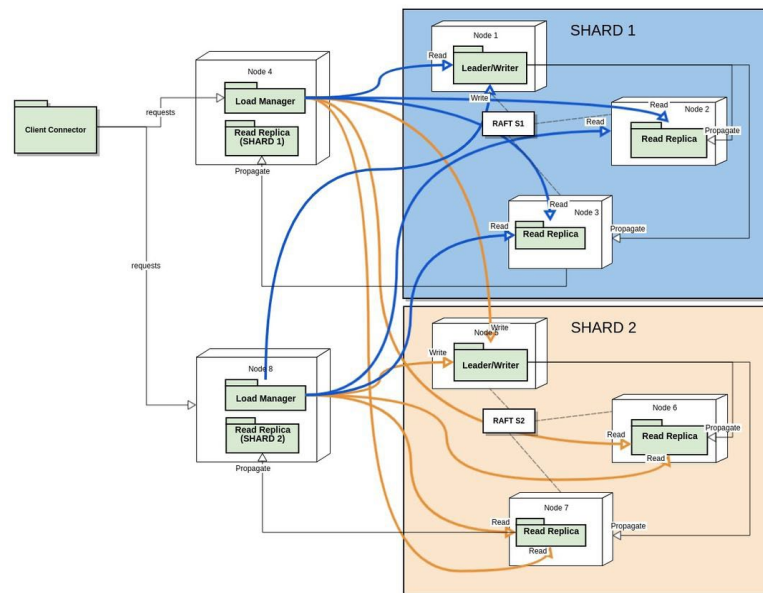 SHARD 1
Node 1
Leader/Writer
Read
Write
Node 4
Load Manager
Read Replica
(SHARD 1)
Propagate
requests
Client Connector
RAFT S1
Node 2
Read
Read
Read Replica
Propagate
Node 3
Read
Read
Read Replica
Propagate
requests
SHARD 2
Write
Write
Leader/Writer
Node 8
Load Manager
Read Replica
(SHARD 2)
Propagate
RAFT S2
Node 6
Read
Read Replica
Read
Propagate
Node 7
Read
Read Replica
Read
Propagate